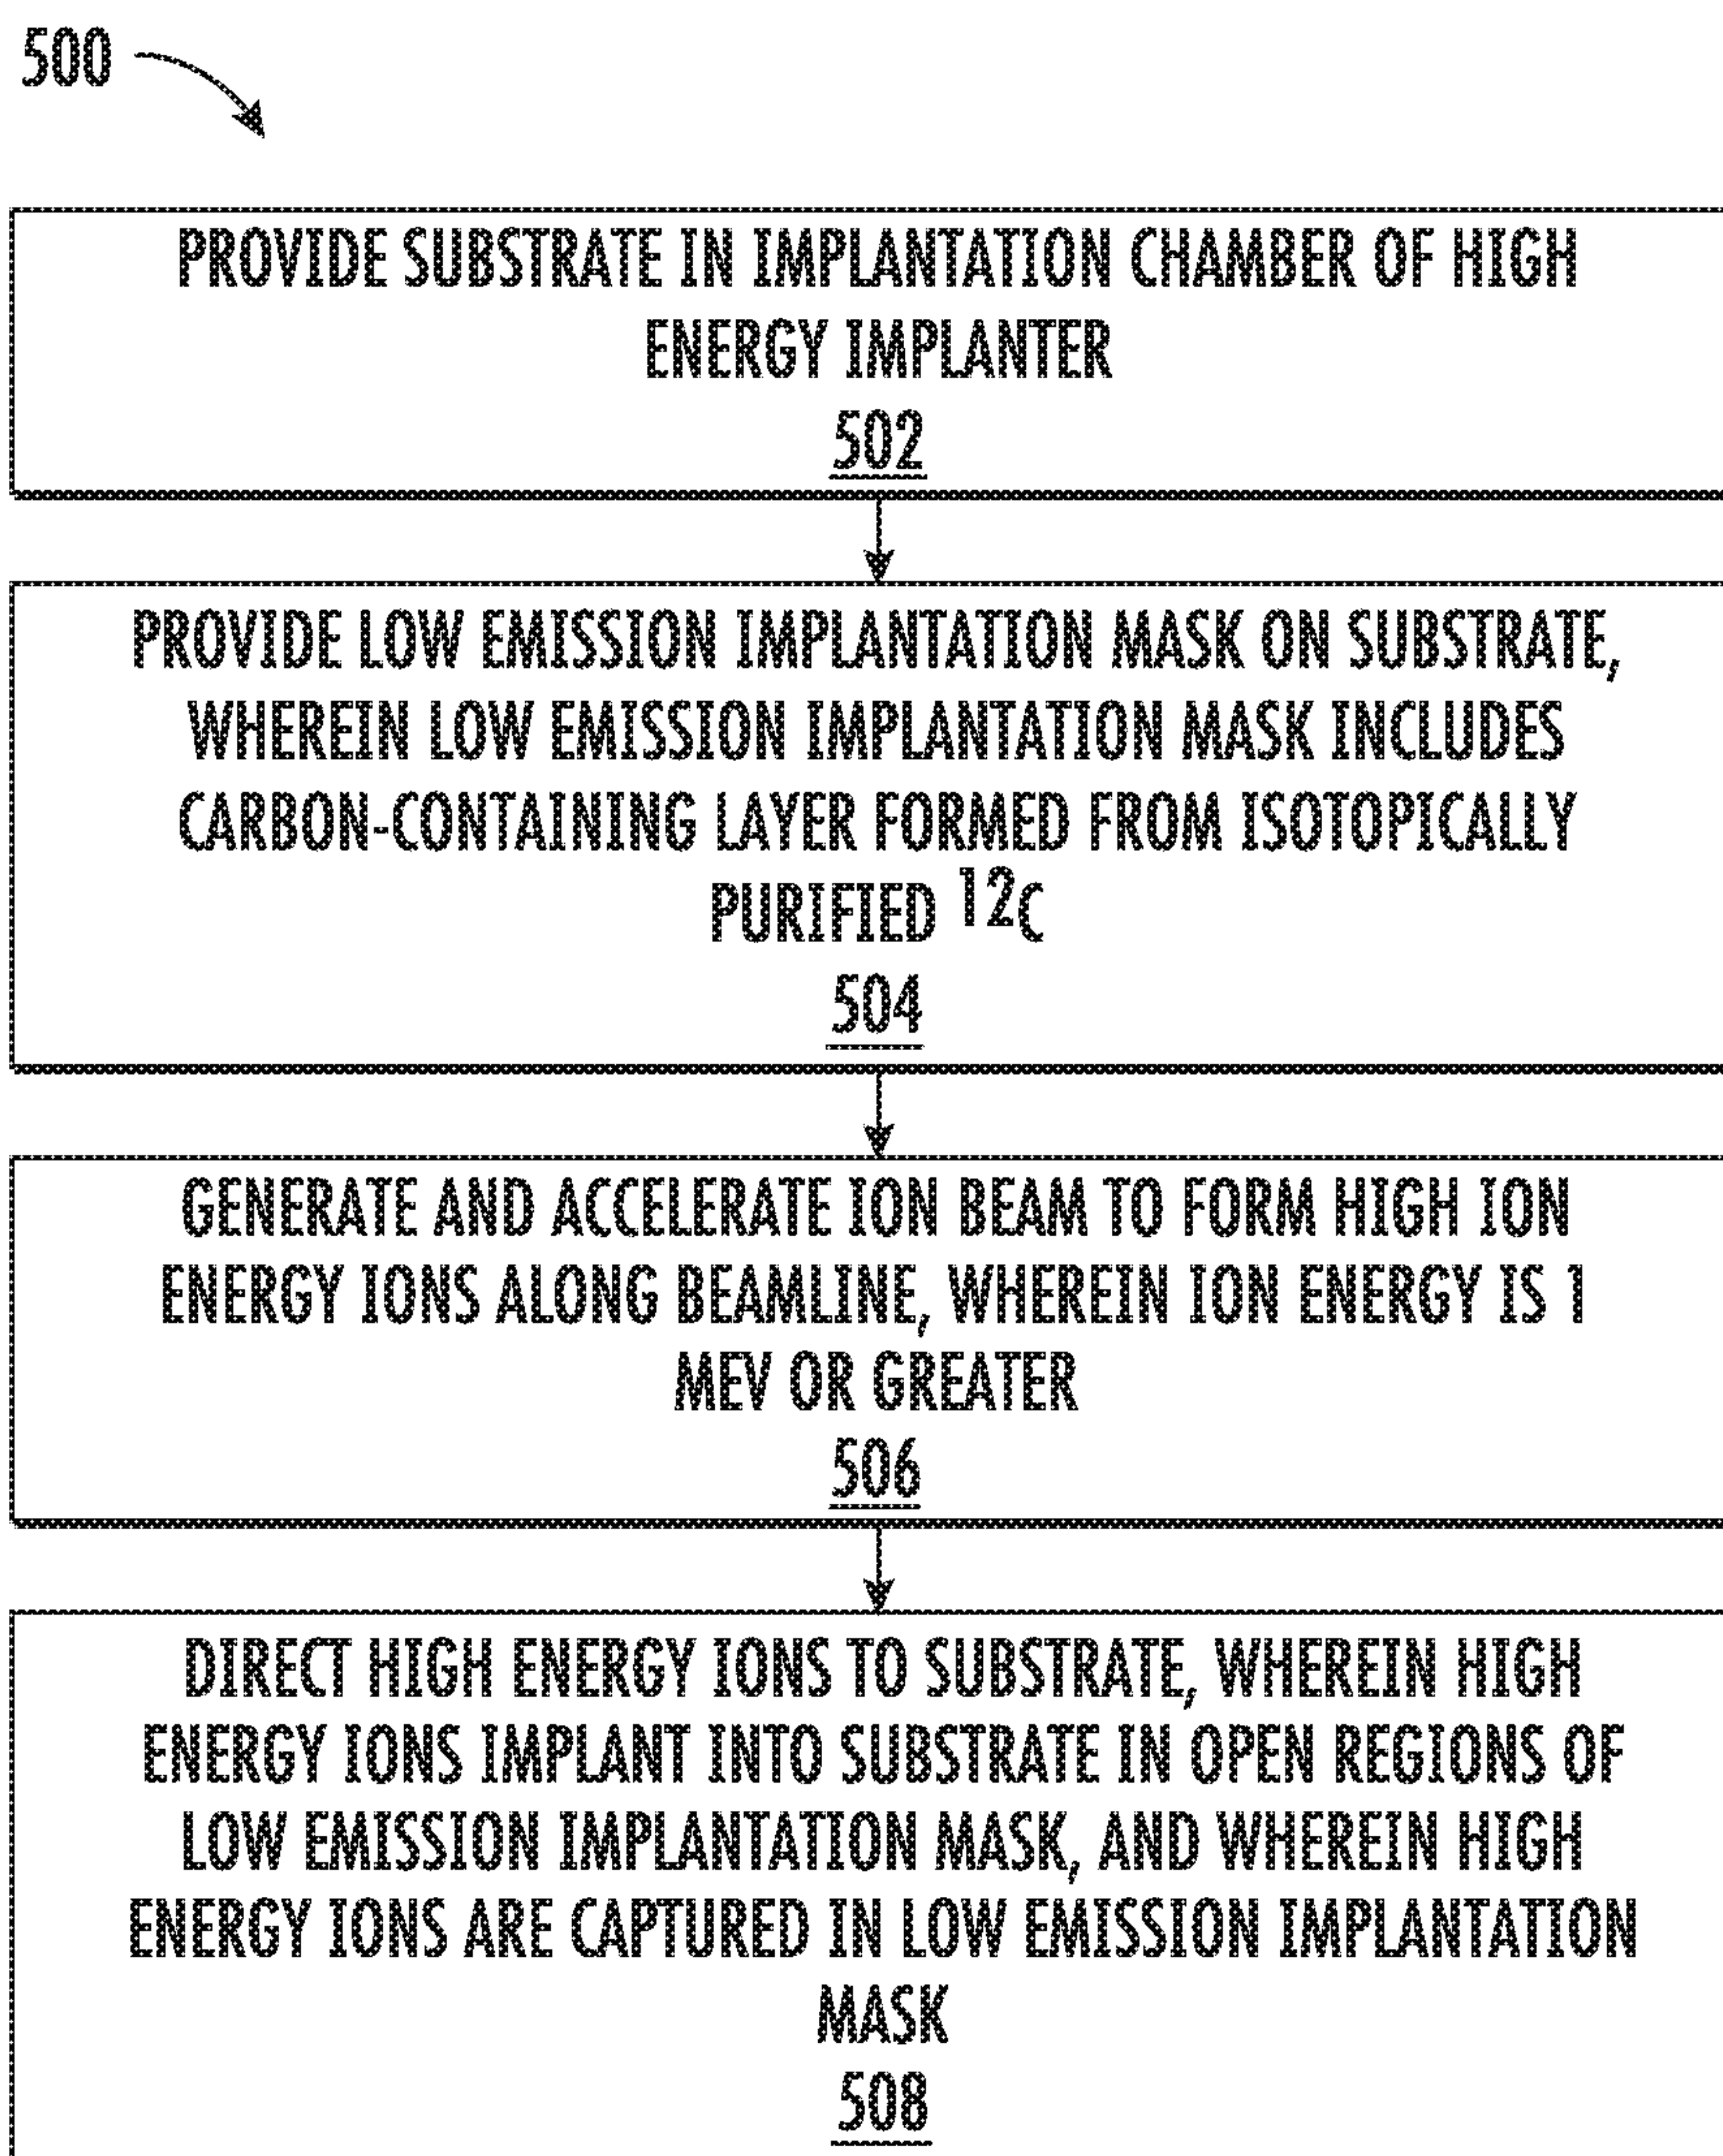 500
PROVIDE SUBSTRATE IN IMPLANTATION CHAMBER OF HIGH
ENERGY IMPLANTER
502
PROVIDE LOW EMISSION IMPLANTATION MASK ON SUBSTRATE,
WHEREIN LOW EMISSION IMPLANTATION MASK INCLUDES
CARBON-CONTAINING LAYER FORMED FROM ISOTOPICALLY
PURIFIED ¹²C
504
GENERATE AND ACCELERATE ION BEAM TO FORM HIGH ION
ENERGY IONS ALONG BEAMLINE, WHEREIN ION ENERGY IS 1
MEV OR GREATER
506
DIRECT HIGH ENERGY IONS TO SUBSTRATE, WHEREIN HIGH
ENERGY IONS IMPLANT INTO SUBSTRATE IN OPEN REGIONS OF
LOW EMISSION IMPLANTATION MASK, AND WHEREIN HIGH
ENERGY IONS ARE CAPTURED IN LOW EMISSION IMPLANTATION
MASK
508